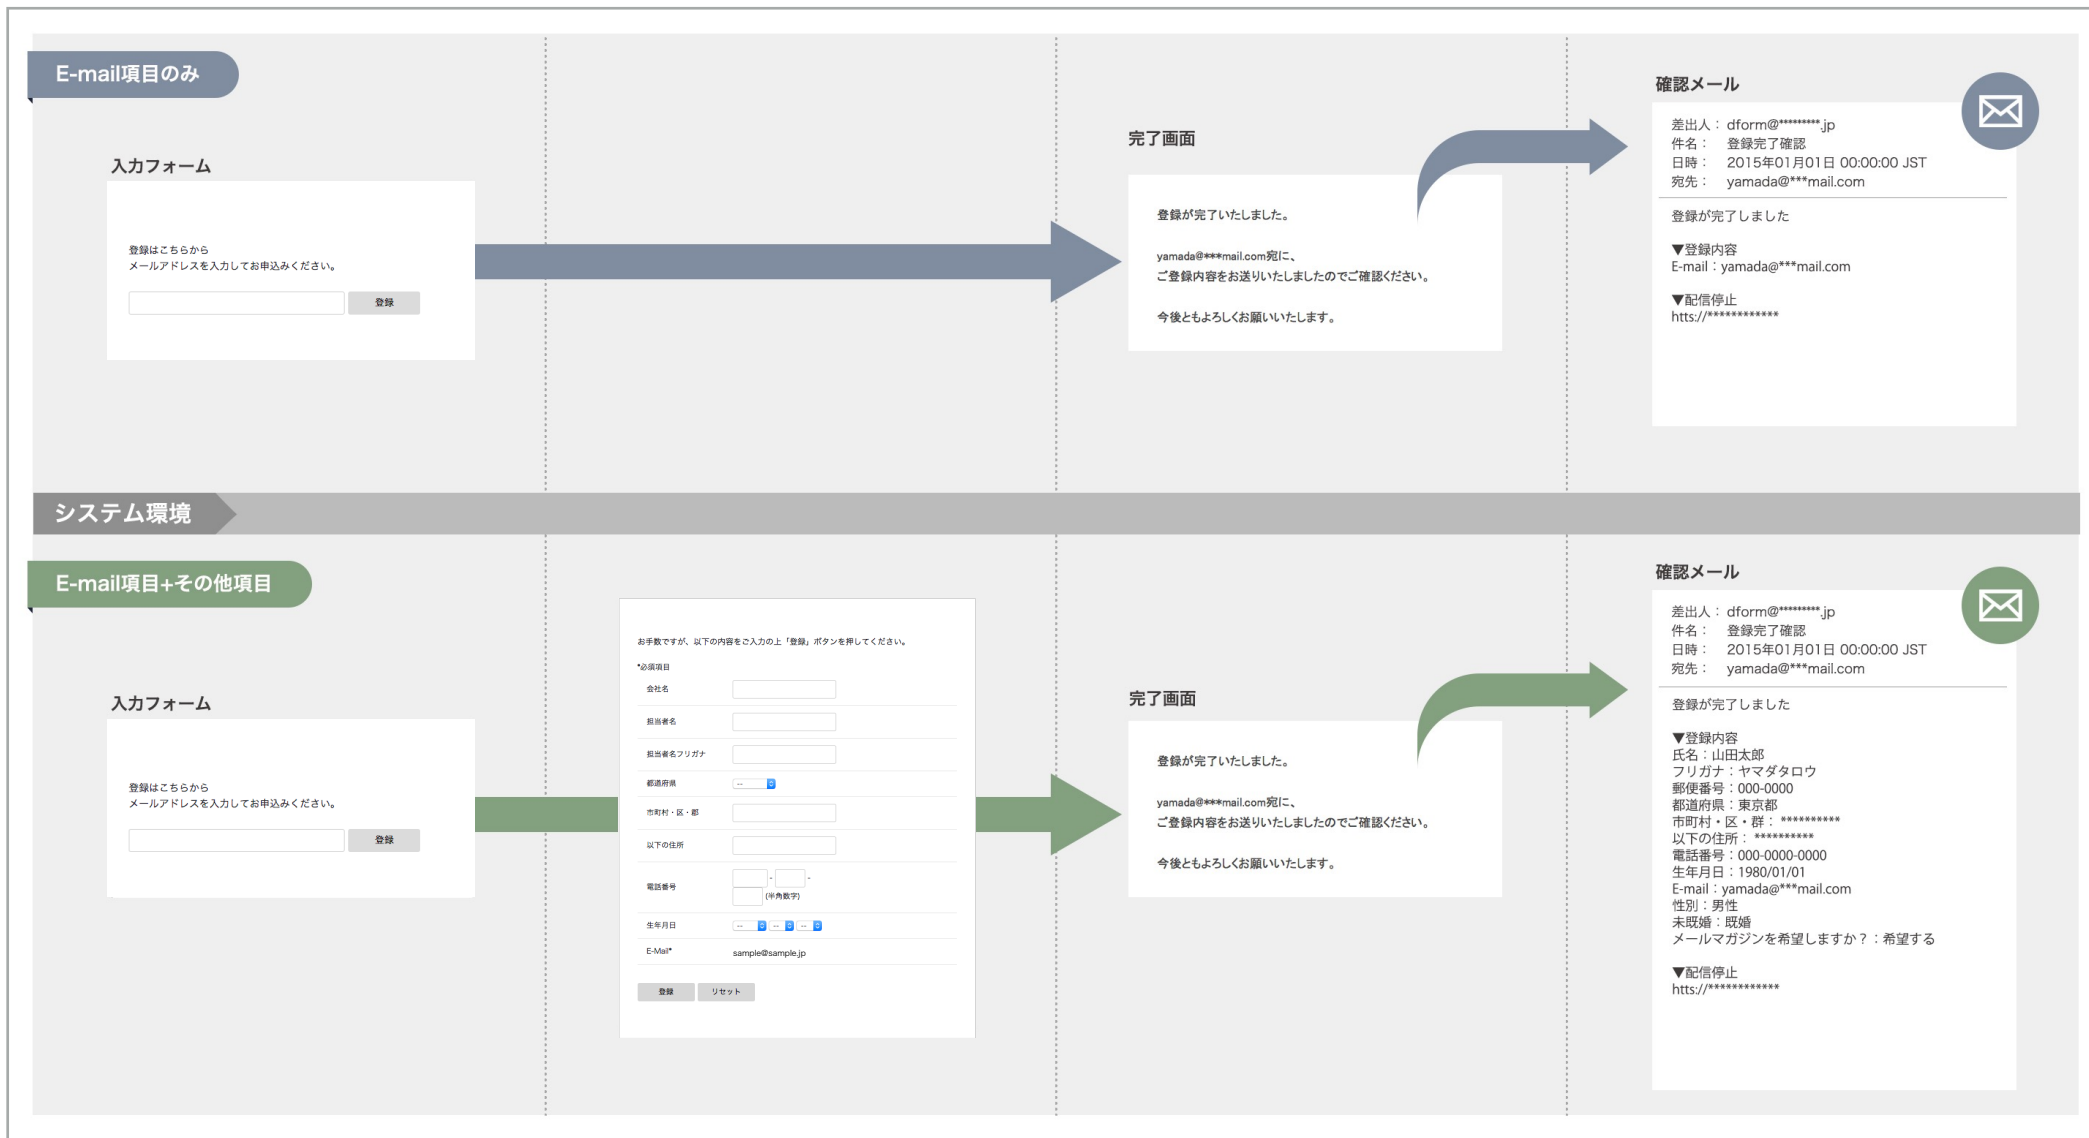 E-mail項目のみ
入力フォーム
登録はこちらから
メールアドレスを入力してお申込みください。
登録
完了画面
登録が完了いたしました。
yamada@***mail.com宛に、
ご登録内容をお送りいたしましたのでご確認ください。
今後ともよろしくお願いいたします。
確認メール
差出人： dform@*********.jp
件名： 登録完了確認
日時： 2015年01月01日 00:00:00 JST
宛先： yamada@***mail.com
登録が完了しました
▼登録内容
E-mail：yamada@***mail.com
▼配信停止
htts://************
システム環境
E-mail項目+その他項目
入力フォーム
登録はこちらから
メールアドレスを入力してお申込みください。
登録
お手数ですが、以下の内容をご入力の上「登録」ボタンを押してください。
*必須項目
会社名
担当者名
担当者名フリガナ
都道府県 --
市町村・区・郡
以下の住所
電話番号 - -
(半角数字)
生年月日 -- -- --
E-Mail* sample@sample.jp
登録 リセット
完了画面
登録が完了いたしました。
yamada@***mail.com宛に、
ご登録内容をお送りいたしましたのでご確認ください。
今後ともよろしくお願いいたします。
確認メール
差出人： dform@*********.jp
件名： 登録完了確認
日時： 2015年01月01日 00:00:00 JST
宛先： yamada@***mail.com
登録が完了しました
▼登録内容
氏名：山田太郎
フリガナ：ヤマダタロウ
郵便番号：000-0000
都道府県：東京都
市町村・区・群： **********
以下の住所： **********
電話番号：000-0000-0000
生年月日：1980/01/01
E-mail：yamada@***mail.com
性別：男性
未既婚：既婚
メールマガジンを希望しますか？：希望する
▼配信停止
htts://************